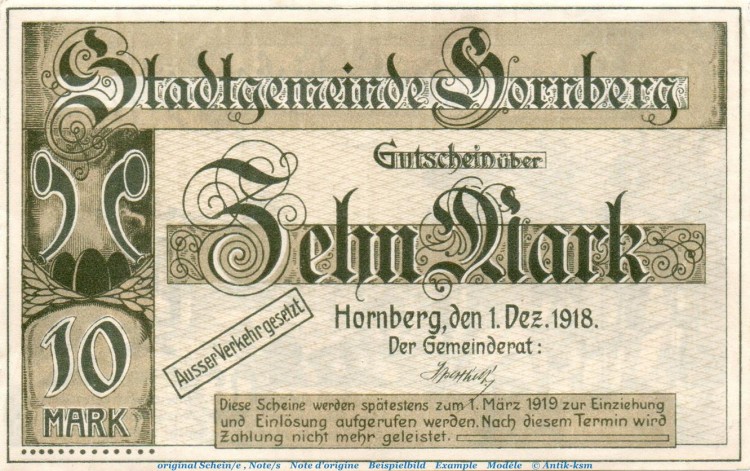 Stadtgemeinde Hornberg
Gutschein über
Zehn Mark
Ausser Verkehr gesetzt
Hornberg, den 1. Dez. 1918.
Der Gemeinderat:
10
MARK
Diese Scheine werden spätestens zum 1. März 1919 zur Einziehung
und Einlösung aufgerufen werden. Nach diesem Termin wird
Zahlung nicht mehr geleistet.
original Schein/e , Note/s Note d'origine Beispielbild Example Modéle © Antik-ksm